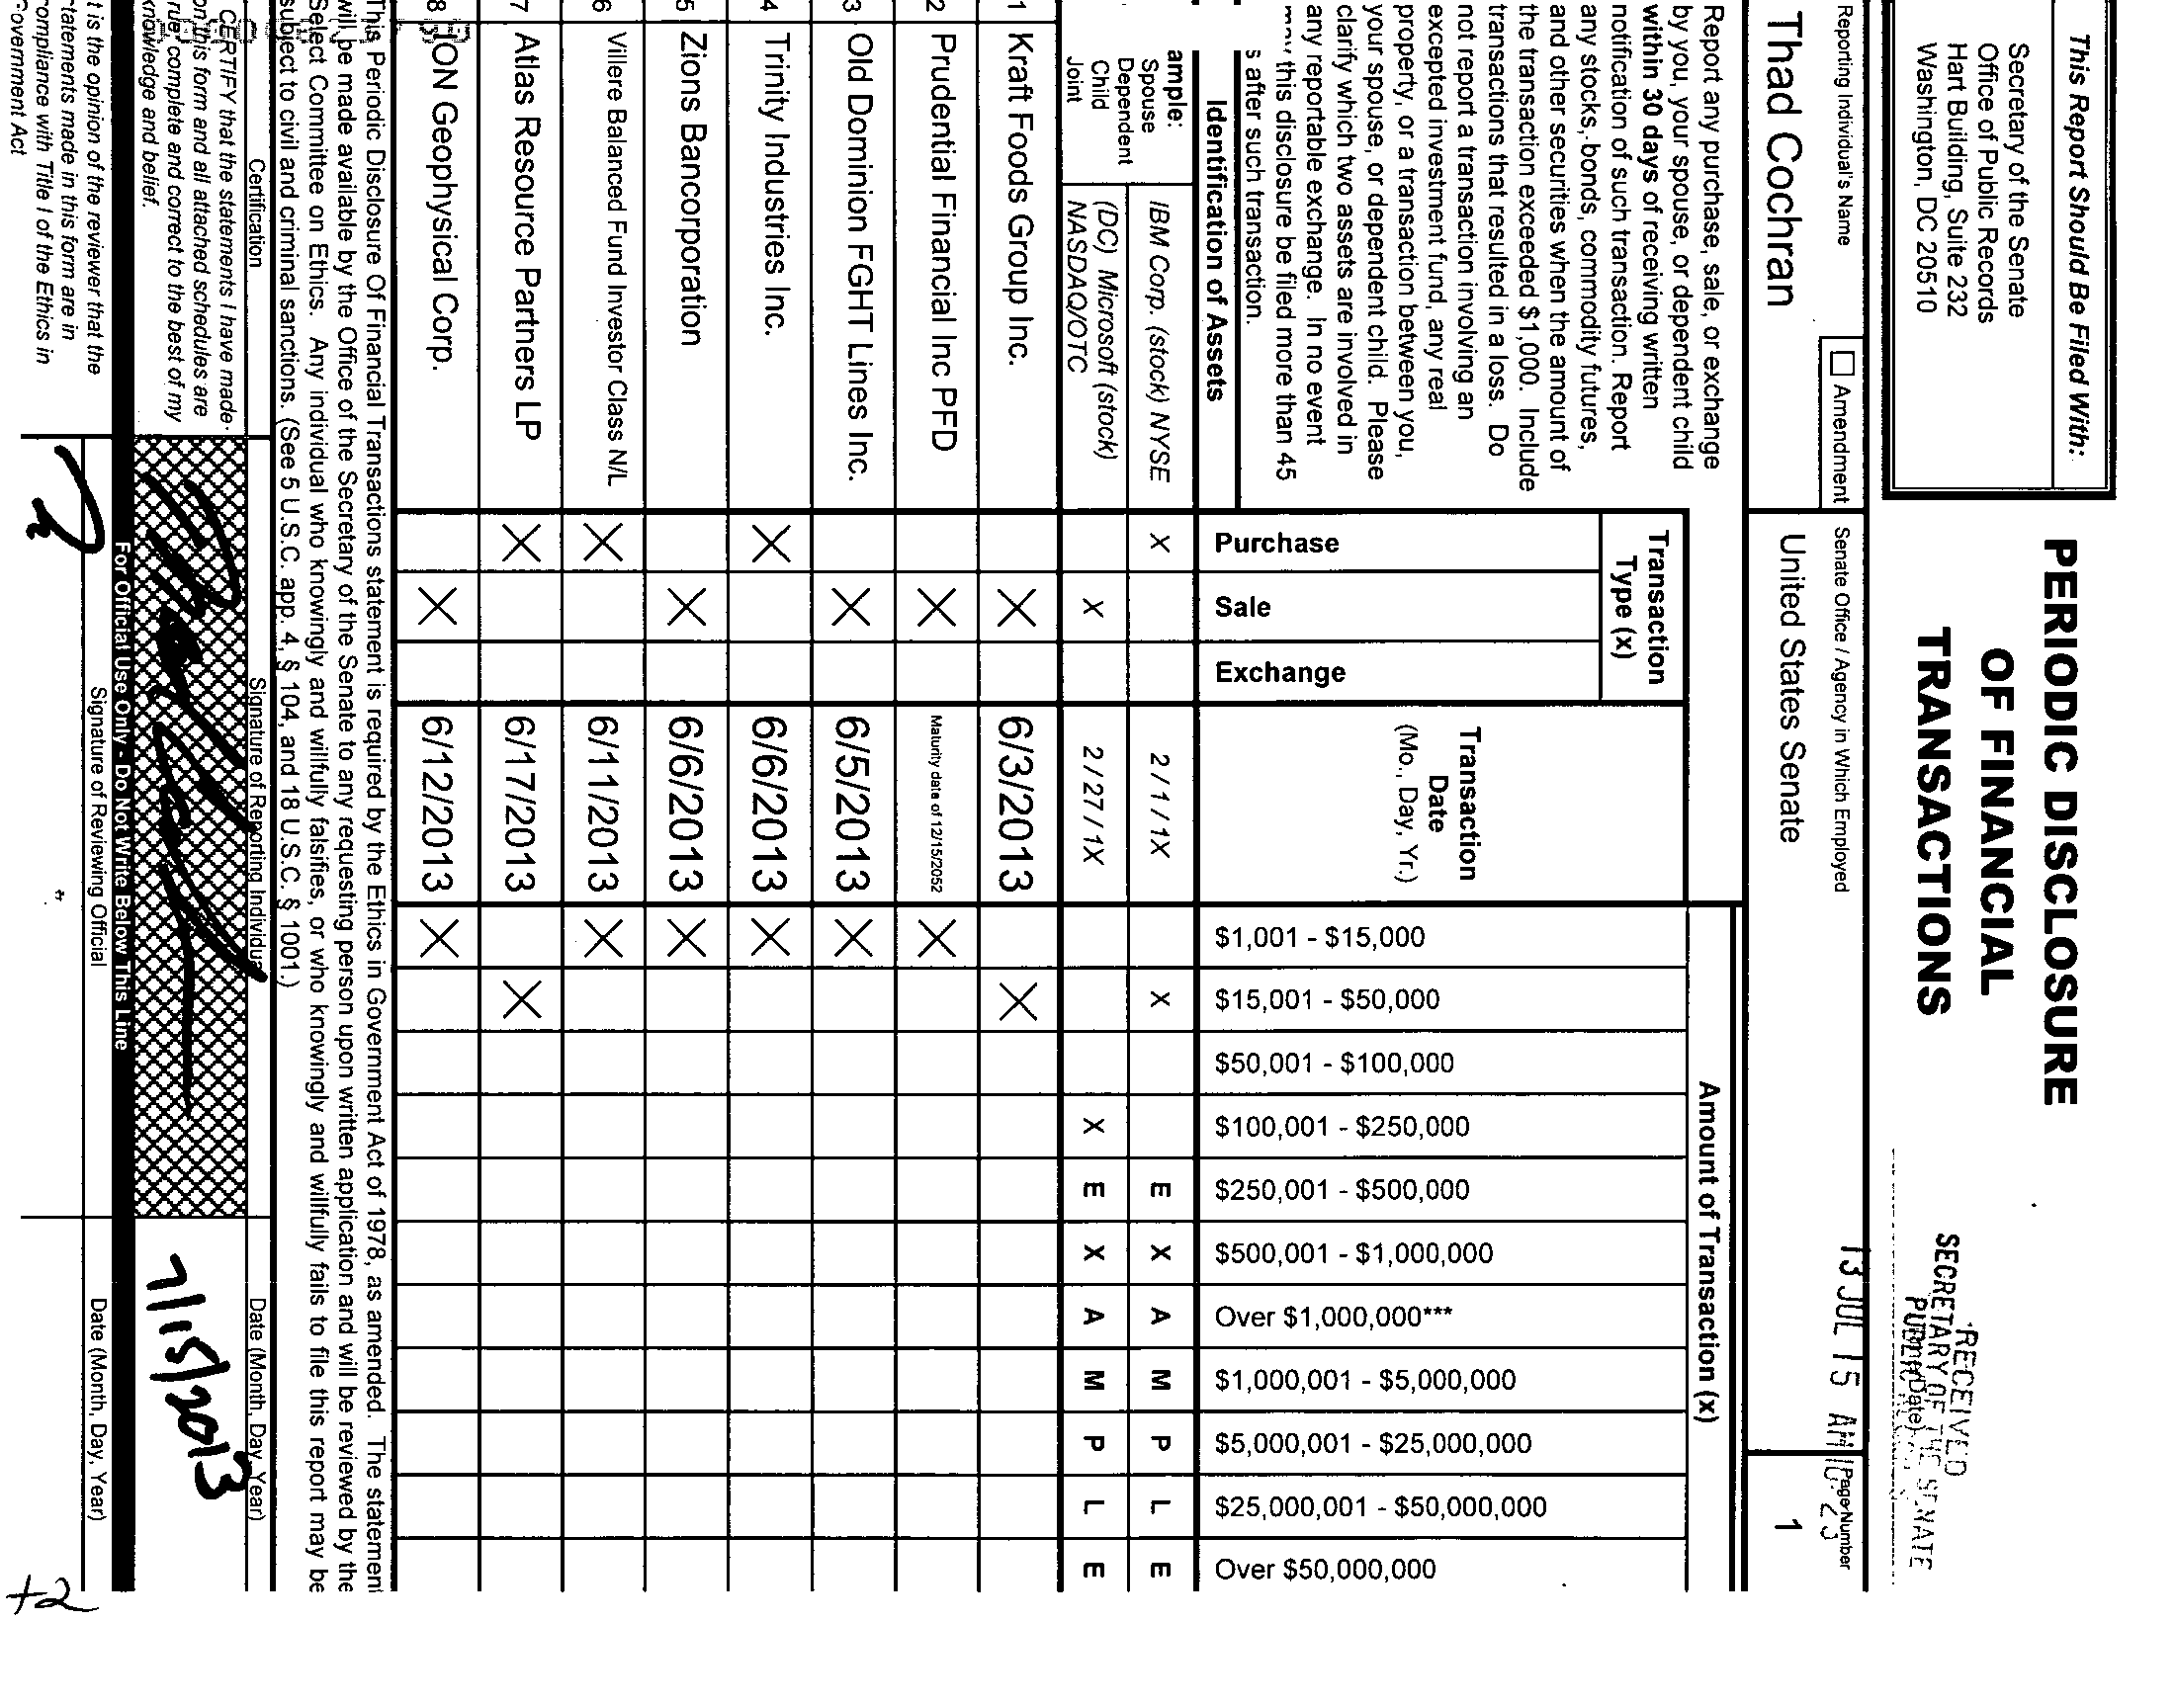 This Report Should Be Filed With:
Secretary of the Senate
Office of Public Records
Hart Building, Suite 232
Washington, DC 20510
PERIODIC DISCLOSURE
OF FINANCIAL
TRANSACTIONS
RECEIVED
SECRETARY OF THE SENATE
13 JUL 15 AM 10:
Reporting Individual's Name
☐ Amendment
Senate Office / Agency in Which Employed
Page Number
Thad Cochran
United States Senate
1
Report any purchase, sale, or exchange
by you, your spouse, or dependent child
within 30 days of receiving written
notification of such transaction. Report
any stocks, bonds, commodity futures,
and other securities when the amount of
the transaction exceeded $1,000. Include
transactions that resulted in a loss. Do
not report a transaction involving an
excepted investment fund, any real
property, or a transaction between you,
your spouse, or dependent child. Please
clarify which two assets are involved in
any reportable exchange. In no event
may this disclosure be filed more than 45
s after such transaction.
Identification of Assets
Transaction
Type (x)
Purchase
Sale
Exchange
Transaction
Date
(Mo., Day, Yr.)
Amount of Transaction (x)
$1,001 - $15,000
$15,001 - $50,000
$50,001 - $100,000
$100,001 - $250,000
$250,001 - $500,000
$500,001 - $1,000,000
Over $1,000,000***
$1,000,001 - $5,000,000
$5,000,001 - $25,000,000
$25,000,001 - $50,000,000
Over $50,000,000
ample:
Spouse
Dependent
Child
Joint
IBM Corp. (stock) NYSE X 2 / 1 / 1X X E X A M P L E
(DC) Microsoft (stock)
NASDAQ/OTC X 2 / 27 / 1X X E X A M P L E
1 Kraft Foods Group Inc. X 6/3/2013 X
2 Prudential Financial Inc PFD X Maturity date of 12/15/2052 X
3 Old Dominion FGHT Lines Inc. X 6/5/2013 X
4 Trinity Industries Inc. X 6/6/2013 X
5 Zions Bancorporation X 6/6/2013 X
6 Villere Balanced Fund Investor Class N/L X 6/11/2013 X
7 Atlas Resource Partners LP X 6/17/2013 X
8 ION Geophysical Corp. X 6/12/2013 X
This Periodic Disclosure Of Financial Transactions statement is required by the Ethics in Government Act of 1978, as amended. The statement
will be made available by the Office of the Secretary of the Senate to any requesting person upon written application and will be reviewed by the
Select Committee on Ethics. Any individual who knowingly and willfully falsifies, or who knowingly and willfully fails to file this report may be
subject to civil and criminal sanctions. (See 5 U.S.C. app. 4, § 104, and 18 U.S.C. § 1001.)
Certification
Signature of Reporting Individual
Date (Month, Day, Year)
CERTIFY that the statements I have made
on this form and all attached schedules are
rue, complete and correct to the best of my
knowledge and belief.
7/15/2013
For Official Use Only - Do Not Write Below This Line
t is the opinion of the reviewer that the
statements made in this form are in
compliance with Title I of the Ethics in
Government Act
Signature of Reviewing Official
Date (Month, Day, Year)
+2